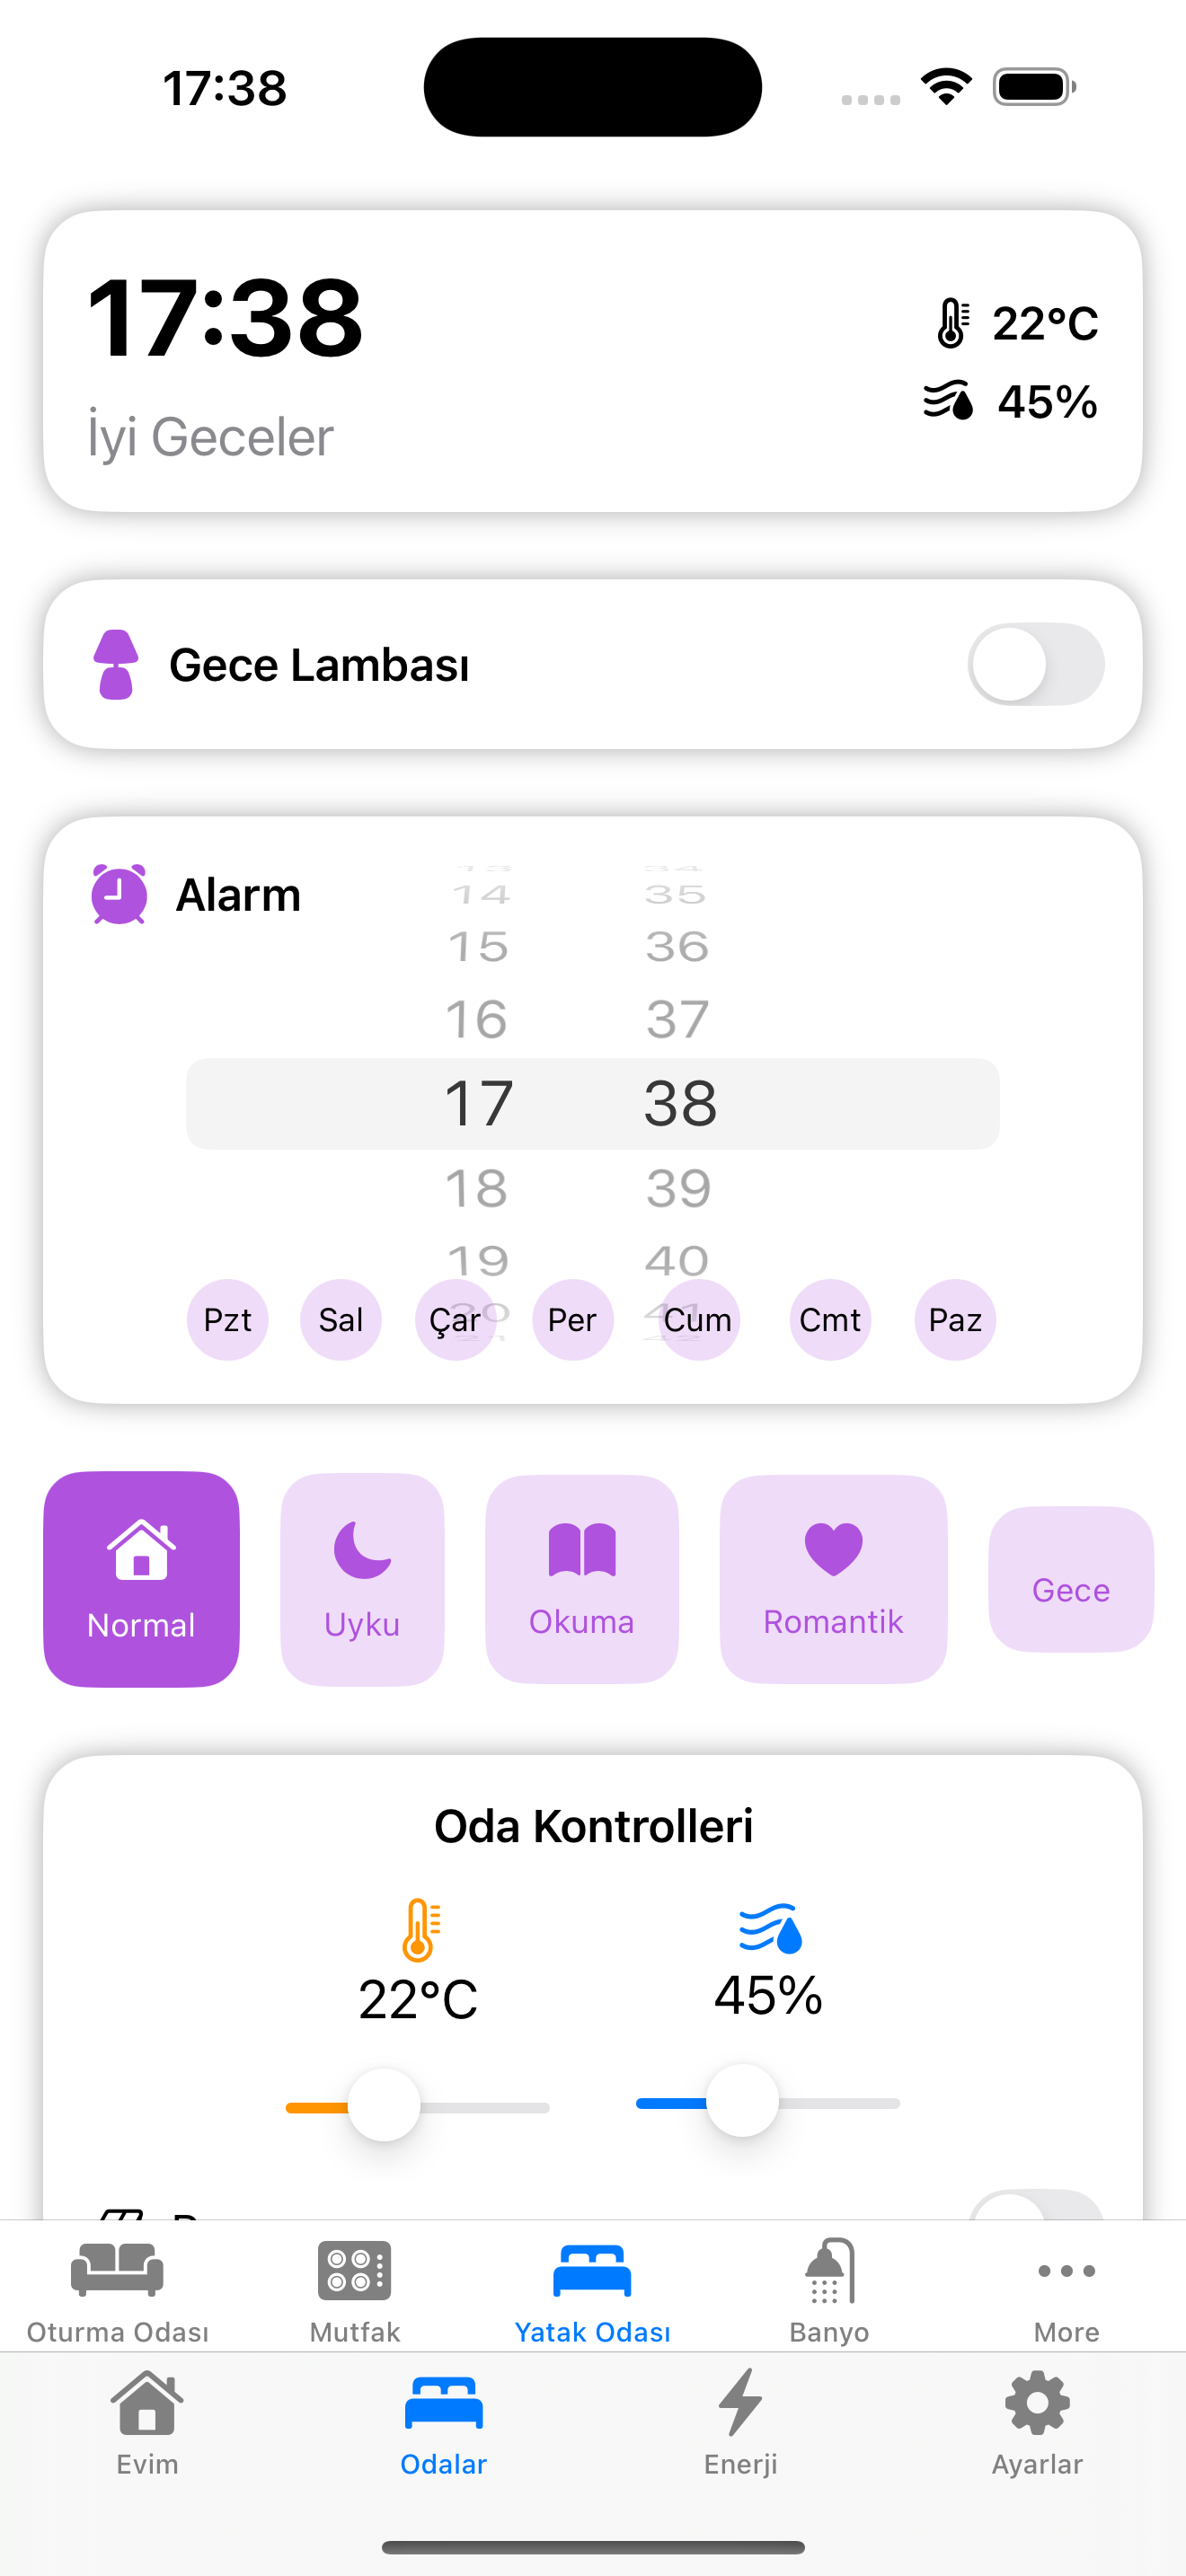 17:38
17:38
22°C
45%
İyi Geceler
Gece Lambası
Alarm
14 35
15 36
16 37
17 38
18 39
19 40
20 41
Pzt Sal Çar Per Cum Cmt Paz
Normal Uyku Okuma Romantik Gece
Oda Kontrolleri
22°C 45%
Oturma Odası Mutfak Yatak Odası Banyo More
Evim Odalar Enerji Ayarlar